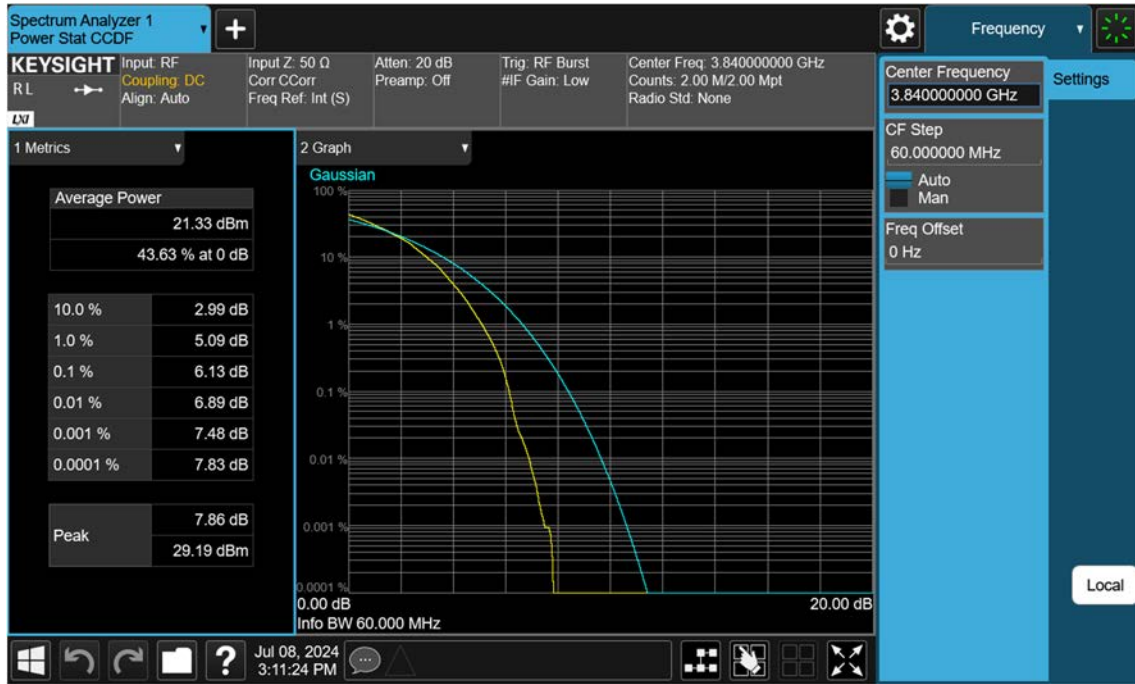 Spectrum Analyzer 1
Power Stat CCDF
Frequency
KEYSIGHT
R L
LXI
Input: RF
Coupling: DC
Align: Auto
Input Z: 50 Ω
Corr CCorr
Freq Ref: Int (S)
Atten: 20 dB
Preamp: Off
Trig: RF Burst
#IF Gain: Low
Center Freq: 3.840000000 GHz
Counts: 2.00 M/2.00 Mpt
Radio Std: None
Center Frequency
3.840000000 GHz
Settings
CF Step
60.000000 MHz
Auto
Man
Freq Offset
0 Hz
1 Metrics
Average Power
21.33 dBm
43.63 % at 0 dB
10.0 % 2.99 dB
1.0 % 5.09 dB
0.1 % 6.13 dB
0.01 % 6.89 dB
0.001 % 7.48 dB
0.0001 % 7.83 dB
Peak
7.86 dB
29.19 dBm
2 Graph
Gaussian
100 %
10 %
1 %
0.1 %
0.01 %
0.001 %
0.0001 %
0.00 dB 20.00 dB
Info BW 60.000 MHz
Local
?
Jul 08, 2024
3:11:24 PM